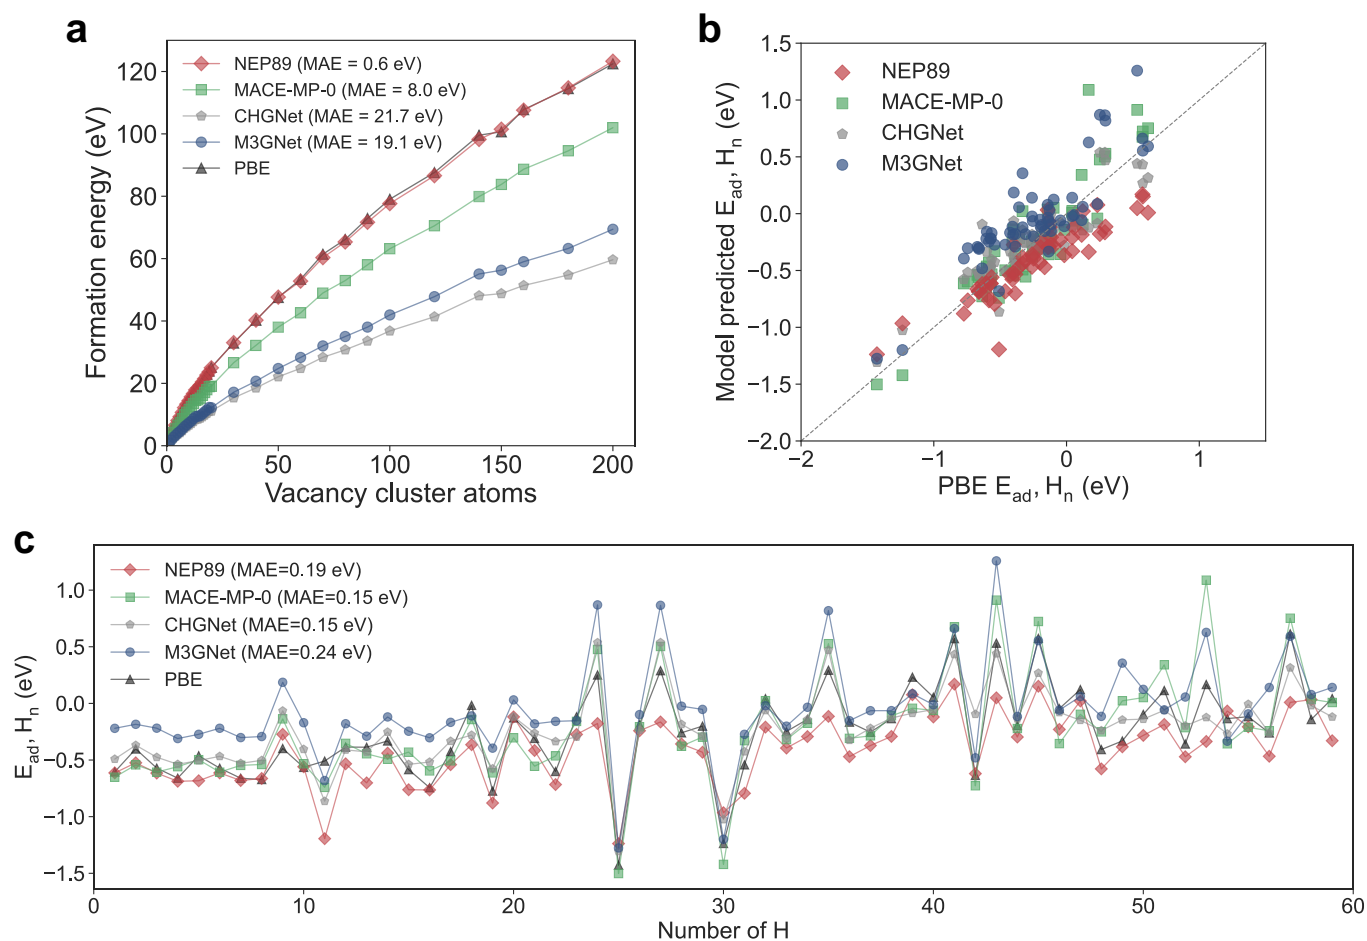 a
NEP89 (MAE = 0.6 eV)
MACE-MP-0 (MAE = 8.0 eV)
CHGNet (MAE = 21.7 eV)
M3GNet (MAE = 19.1 eV)
PBE
Formation energy (eV)
120
100
80
60
40
20
0
0 50 100 150 200
Vacancy cluster atoms
b
NEP89
MACE-MP-0
CHGNet
M3GNet
Model predicted E_ad, H_n (eV)
1.5
1.0
0.5
0.0
−0.5
−1.0
−1.5
−2.0
−2 −1 0 1
PBE E_ad, H_n (eV)
c
NEP89 (MAE=0.19 eV)
MACE-MP-0 (MAE=0.15 eV)
CHGNet (MAE=0.15 eV)
M3GNet (MAE=0.24 eV)
PBE
E_ad, H_n (eV)
1.0
0.5
0.0
−0.5
−1.0
−1.5
0 10 20 30 40 50 60
Number of H